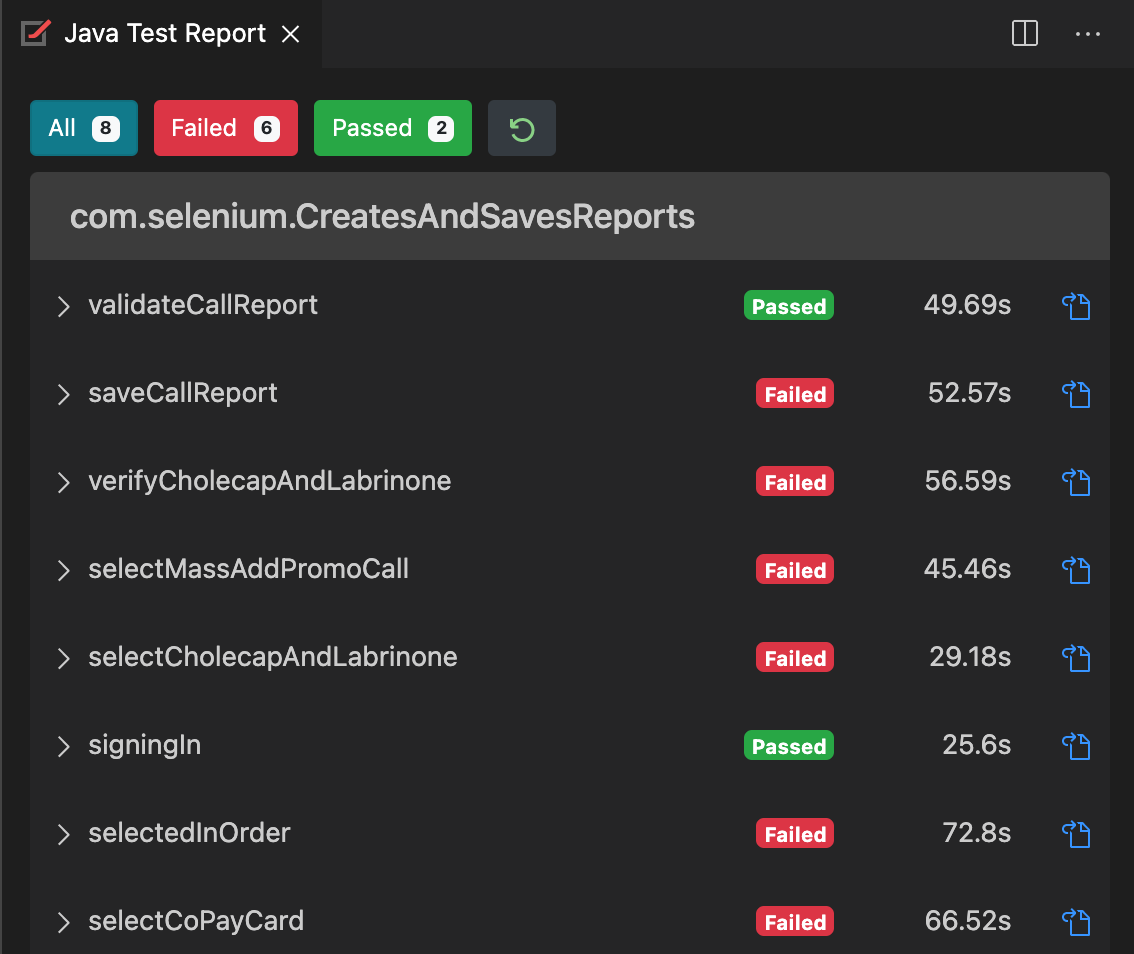 Java Test Report
All 8 Failed 6 Passed 2
com.selenium.CreatesAndSavesReports
validateCallReport Passed 49.69s
saveCallReport Failed 52.57s
verifyCholecapAndLabrinone Failed 56.59s
selectMassAddPromoCall Failed 45.46s
selectCholecapAndLabrinone Failed 29.18s
signingIn Passed 25.6s
selectedInOrder Failed 72.8s
selectCoPayCard Failed 66.52s